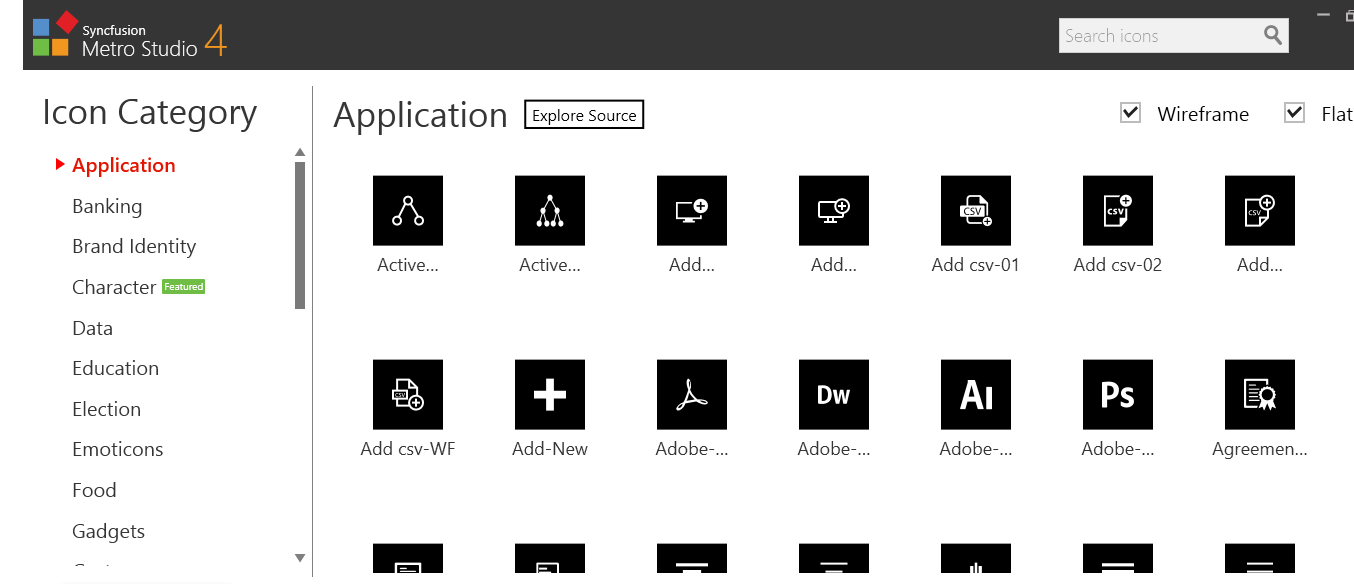 Syncfusion
Metro Studio 4
Search icons
Icon Category
Application
Banking
Brand Identity
Character Featured
Data
Education
Election
Emoticons
Food
Gadgets
Application Explore Source
Wireframe Flat
CSV CSV CSV
Active... Active... Add... Add... Add csv-01 Add csv-02 Add...
CSV Dw Ai Ps
Add csv-WF Add-New Adobe-... Adobe-... Adobe-... Adobe-... Agreemen...